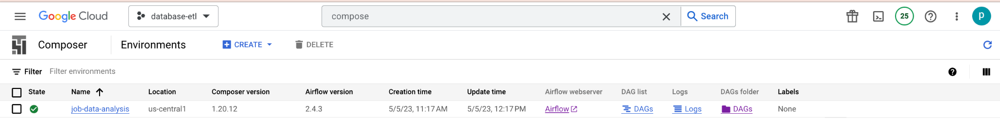 Google Cloud database-etl compose Search 25 p
Composer Environments CREATE DELETE
Filter Filter environments
State Name Location Composer version Airflow version Creation time Update time Airflow webserver DAG list Logs DAGs folder Labels
job-data-analysis us-central1 1.20.12 2.4.3 5/5/23, 11:17 AM 5/5/23, 12:17 PM Airflow DAGs Logs DAGs None